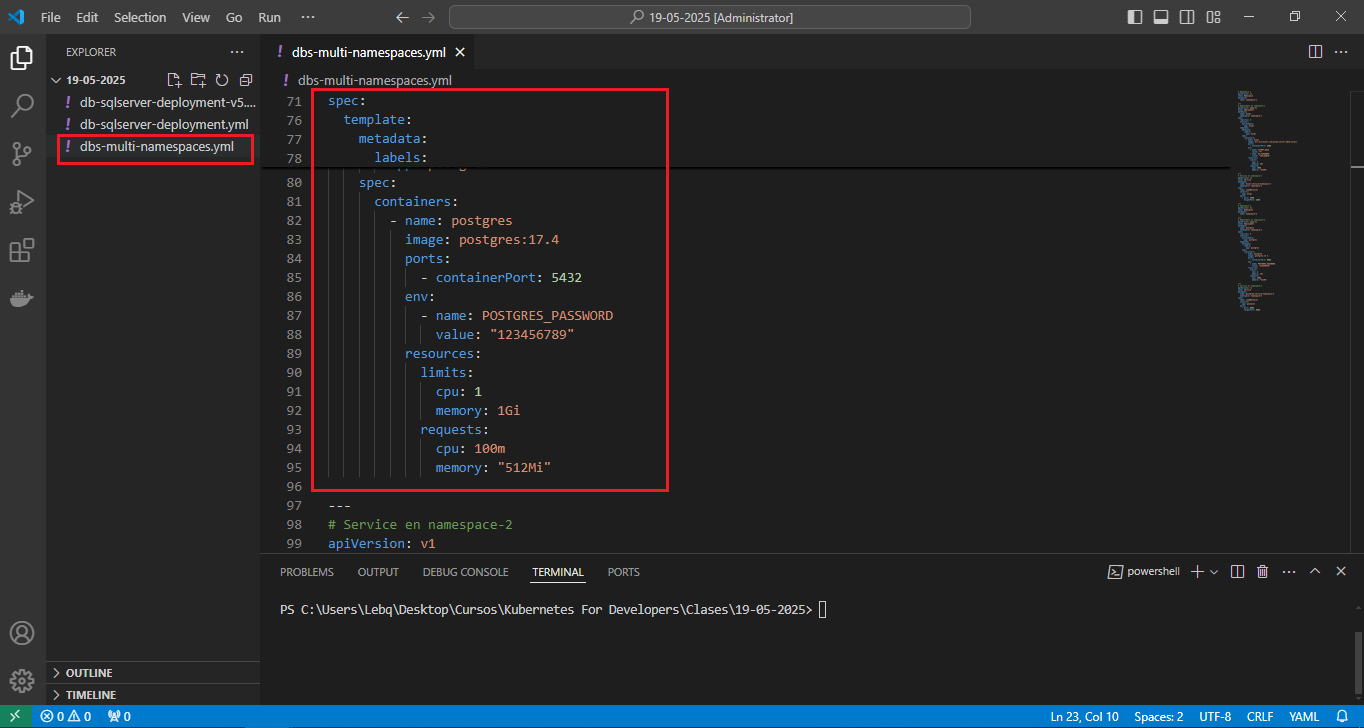 File Edit Selection View Go Run ··· 19-05-2025 [Administrator]
EXPLORER ···
19-05-2025
! db-sqlserver-deployment-v5....
! db-sqlserver-deployment.yml
! dbs-multi-namespaces.yml
OUTLINE
TIMELINE
! dbs-multi-namespaces.yml
! dbs-multi-namespaces.yml
71 spec:
76 template:
77 metadata:
78 labels:
80 spec:
81 containers:
82 - name: postgres
83 image: postgres:17.4
84 ports:
85 - containerPort: 5432
86 env:
87 - name: POSTGRES_PASSWORD
88 value: "123456789"
89 resources:
90 limits:
91 cpu: 1
92 memory: 1Gi
93 requests:
94 cpu: 100m
95 memory: "512Mi"
96
97 ---
98 # Service en namespace-2
99 apiVersion: v1
PROBLEMS OUTPUT DEBUG CONSOLE TERMINAL PORTS powershell
PS C:\Users\Lebq\Desktop\Cursos\Kubernetes For Developers\Clases\19-05-2025>
0 0 0 Ln 23, Col 10 Spaces: 2 UTF-8 CRLF YAML